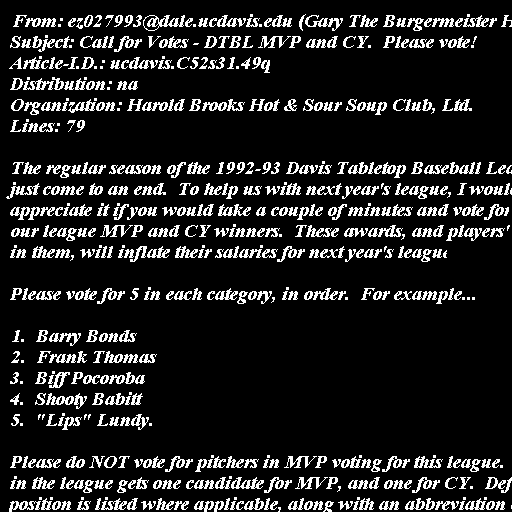 From: ez027993@dale.ucdavis.edu (Gary The Burgermeister H
Subject: Call for Votes - DTBL MVP and CY.  Please vote!
Article-I.D.: ucdavis.C52s31.49q
Distribution: na
Organization: Harold Brooks Hot & Sour Soup Club, Ltd.
Lines: 79

The regular season of the 1992-93 Davis Tabletop Baseball
just come to an end.  To help us with next year's league, I
appreciate it if you would take a couple of minutes and vote for
our league MVP and CY winners.  These awards, and players'
in them, will inflate their salaries for next year's league

Please vote for 5 in each category, in order.  For example...

1.  Barry Bonds
2.  Frank Thomas
3.  Biff Pocoroba
4.  Shooty Babitt
5.  "Lips" Lundy.

Please do NOT vote for pitchers in MVP voting for this league.
in the league gets one candidate for MVP, and one for CY.
position is listed where applicable, along with an abbreviation